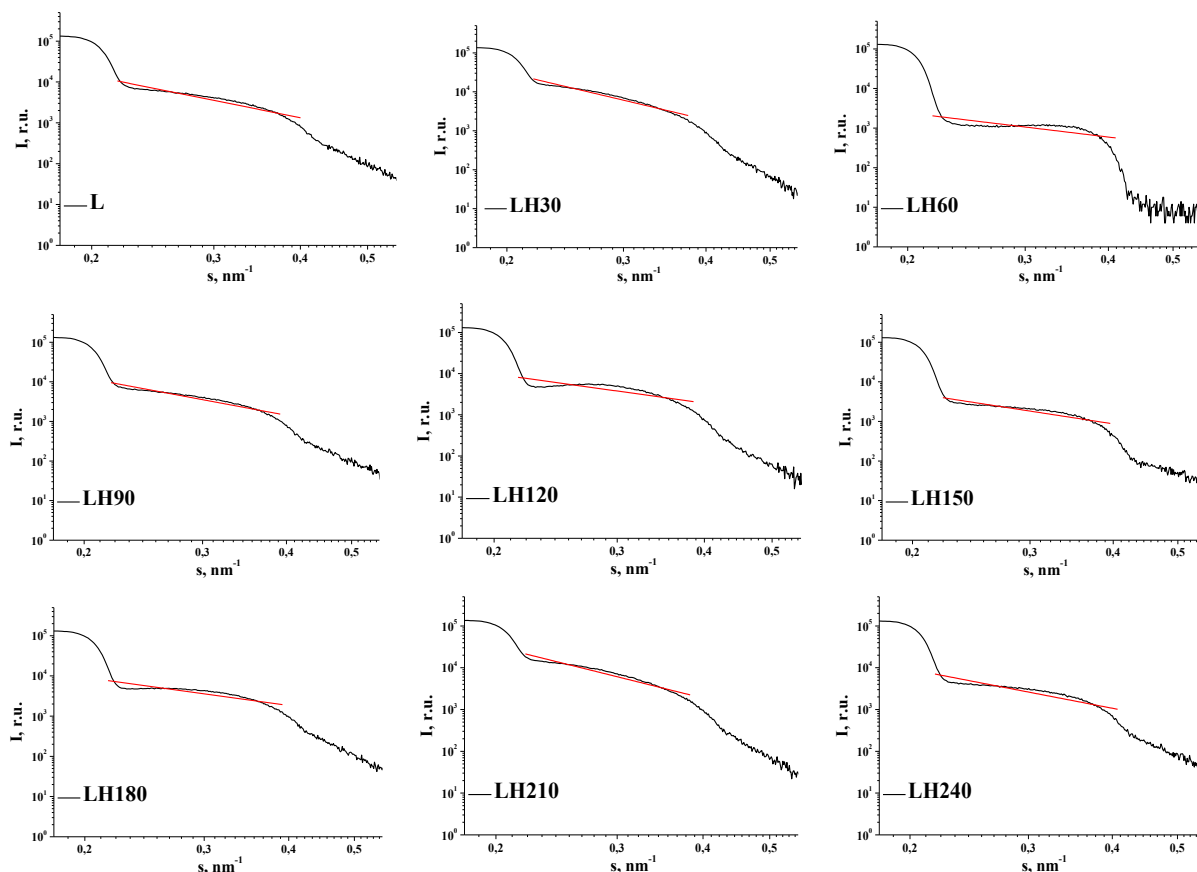 I, r.u.
10⁵
10⁴
10³
10²
10¹
10⁰
L
0,2 0,3 0,4 0,5
s, nm⁻¹
I, r.u.
10⁵
10⁴
10³
10²
10¹
10⁰
LH30
0,2 0,3 0,4 0,5
s, nm⁻¹
I, r.u.
10⁵
10⁴
10³
10²
10¹
10⁰
LH60
0,2 0,3 0,4 0,5
s, nm⁻¹
I, r.u.
10⁵
10⁴
10³
10²
10¹
10⁰
LH90
0,2 0,3 0,4 0,5
s, nm⁻¹
I, r.u.
10⁵
10⁴
10³
10²
10¹
10⁰
LH120
0,2 0,3 0,4 0,5
s, nm⁻¹
I, r.u.
10⁵
10⁴
10³
10²
10¹
10⁰
LH150
0,2 0,3 0,4 0,5
s, nm⁻¹
I, r.u.
10⁵
10⁴
10³
10²
10¹
10⁰
LH180
0,2 0,3 0,4 0,5
s, nm⁻¹
I, r.u.
10⁵
10⁴
10³
10²
10¹
10⁰
LH210
0,2 0,3 0,4 0,5
s, nm⁻¹
I, r.u.
10⁵
10⁴
10³
10²
10¹
10⁰
LH240
0,2 0,3 0,4 0,5
s, nm⁻¹